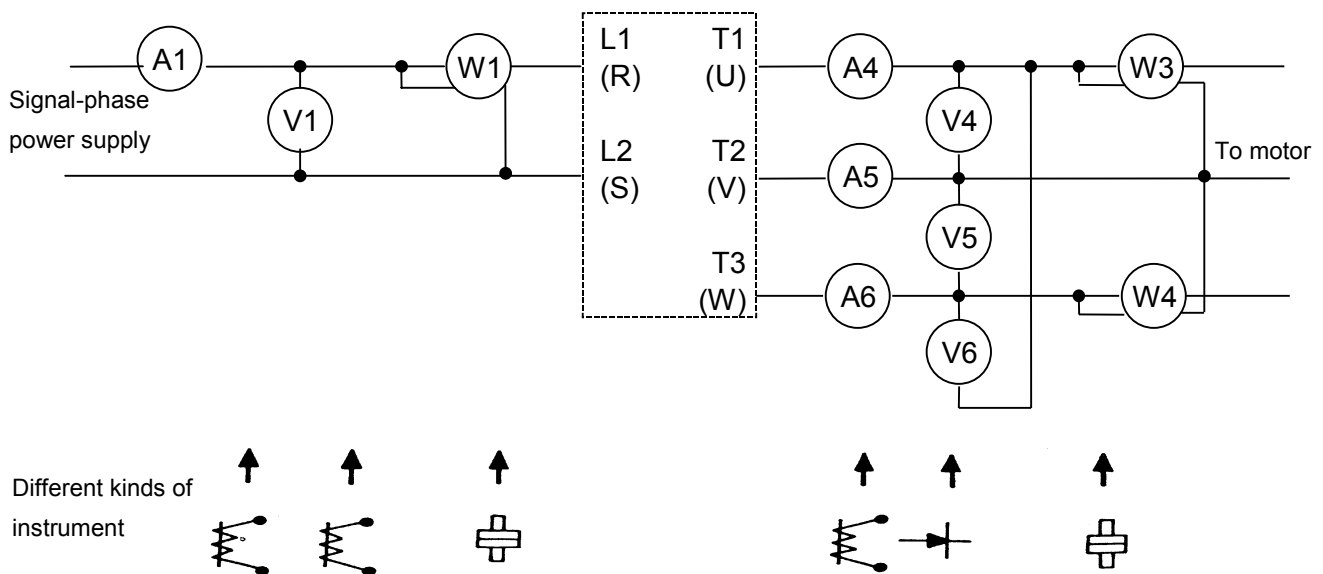 A1
V1
W1
Signal-phase
power supply
L1
(R)
L2
(S)
T1
(U)
T2
(V)
T3
(W)
A4
A5
A6
V4
V5
V6
W3
W4
To motor
Different kinds of
instrument